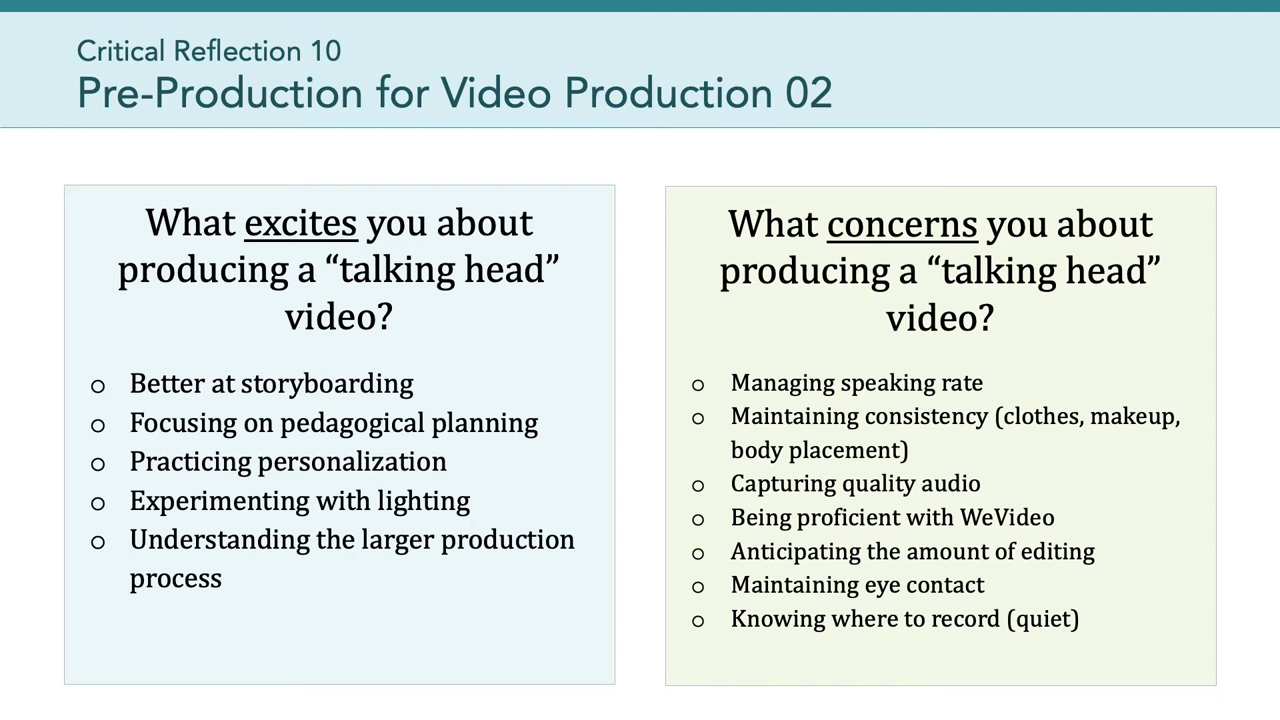 Critical Reflection 10
Pre-Production for Video Production 02
What excites you about
producing a “talking head”
video?
o Better at storyboarding
o Focusing on pedagogical planning
o Practicing personalization
o Experimenting with lighting
o Understanding the larger production
process
What concerns you about
producing a “talking head”
video?
o Managing speaking rate
o Maintaining consistency (clothes, makeup,
body placement)
o Capturing quality audio
o Being proficient with WeVideo
o Anticipating the amount of editing
o Maintaining eye contact
o Knowing where to record (quiet)